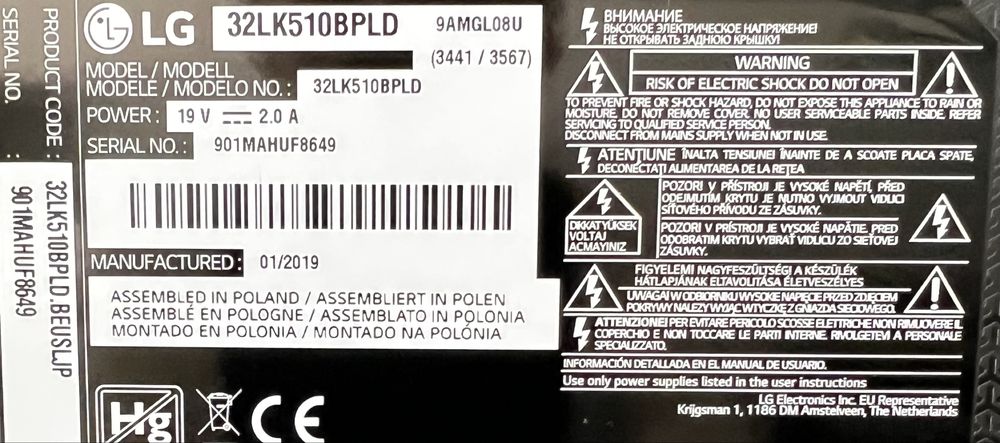 PRODUCT CODE : 32LK510BPLD.BEUSLJP
SERIAL NO. : 901MAHUF8649
LG 32LK510BPLD 9AMGL08U
(3441 / 3567)
MODEL / MODELL
MODELE / MODELO NO. : 32LK510BPLD
POWER : 19 V ⎓ 2.0 A
SERIAL NO. : 901MAHUF8649
MANUFACTURED : 01/2019
ASSEMBLED IN POLAND / ASSEMBLIERT IN POLEN
ASSEMBLÉ EN POLOGNE / ASSEMBLATO IN POLONIA
MONTADO EN POLONIA / MONTADO NA POLÓNIA
Hg
CE
ВНИМАНИЕ
ВЫСОКОЕ ЭЛЕКТРИЧЕСКОЕ НАПРЯЖЕНИЕ!
НЕ ОТКРЫВАТЬ ЗАДНЮЮ КРЫШКУ!
WARNING
RISK OF ELECTRIC SHOCK DO NOT OPEN
TO PREVENT FIRE OR SHOCK HAZARD, DO NOT EXPOSE THIS APPLIANCE TO RAIN OR
MOISTURE. DO NOT REMOVE COVER. NO USER SERVICEABLE PARTS INSIDE. REFER
SERVICING TO QUALIFIED SERVICE PERSON.
DISCONNECT FROM MAINS SUPPLY WHEN NOT IN USE.
ATENŢIUNE ÎNALTA TENSIUNE! ÎNAINTE DE A SCOATE PLACA SPATE,
DECONECTAŢI ALIMENTAREA DE LA REŢEA
DIKKAT YÜKSEK
VOLTAJ
AÇMAYINIZ
POZOR! V PŘÍSTROJI JE VYSOKÉ NAPĚTÍ, PŘED
ODEJMUTIM KRYTU JE NUTNO VYJMOUT VIDLICI
SÍŤOVÉHO PŘÍVODU ZE ZÁSUVKY.
POZOR! V PRÍSTROJI JE VYSOKÉ NAPÄTIE. PRED
ODOBRATIM KRYTU VYBRAŤ VIDLICU ZO SIEŤOVEJ
ZÁSUVKY.
FIGYELEM! NAGYFESZÜLTSÉG! A KÉSZÜLÉK
HÁTLAPJÁNAK ELTAVOLÍTÁSA ÉLETVESZÉLYES
UWAGA! W ODBIORNIKU WYSOKIE NAPIĘCIE PRZED ZDJĘCIEM
POKRYWY NALEŻY WYJĄĆ WTYCZKĘ Z GNIAZDA SIECIOWEGO.
ATTENZIONE! PER EVITARE PERICOLO SCOSSE ELETTRICHE NON RIMUOVERE IL
COPERCHIO E NON TOCCARE LE PARTI INTERNE. RIVOLGETEM A PERSONALE
SPECIALIZZATO.
INFORMACIÓN DETALLADA EN EL MANUAL DE USUARIO.
Use only power supplies listed in the user instructions
LG Electronics Inc. EU Representative
Krijgsman 1, 1186 DM Amstelveen, The Netherlands